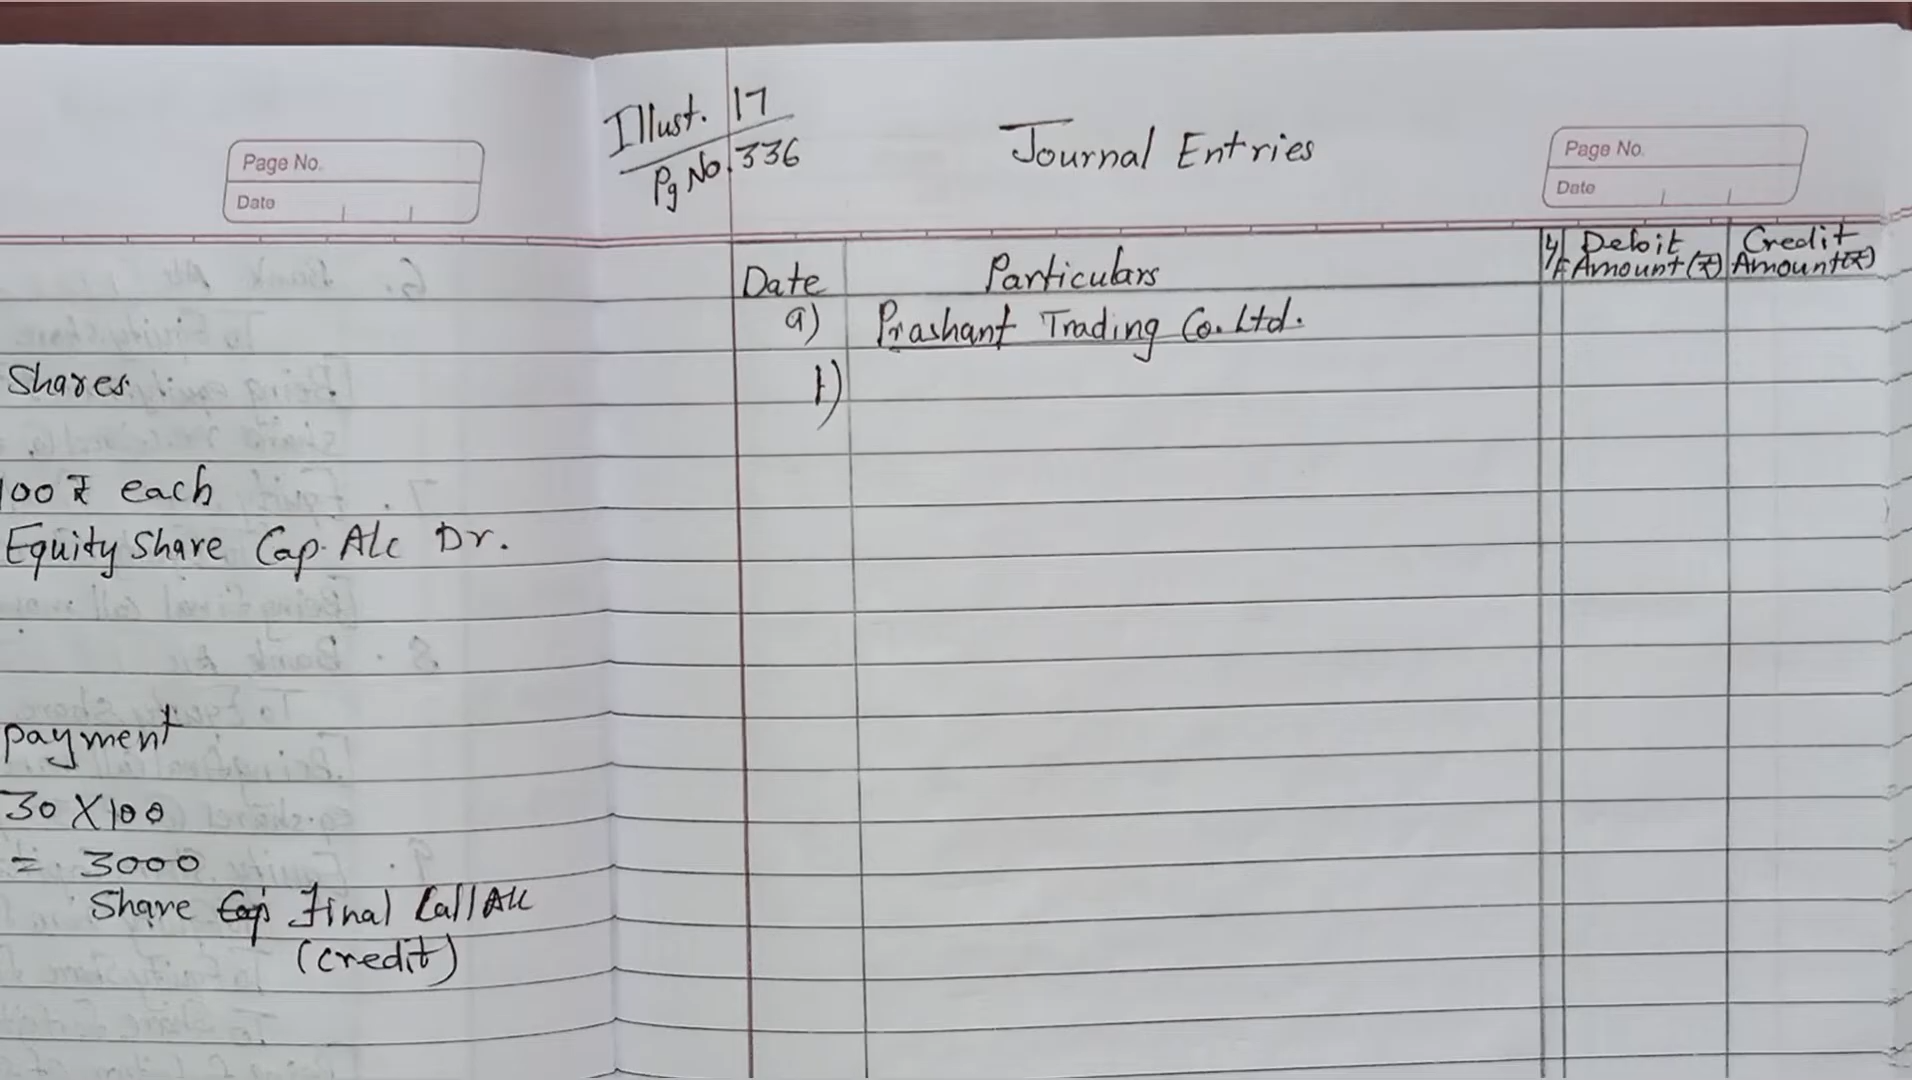 Page No.
Date
Shares.
100 ₹ each
Equity Share Cap. A/c Dr.
payment
30 X 100
= 3000
Share Cap Final Call A/c
(credit)
Illust. 17
Pg No. 336
Journal Entries
Page No.
Date
Date Particulars L/F Debit Amount (₹) Credit Amount (₹)
a) Prashant Trading Co. Ltd.
1)